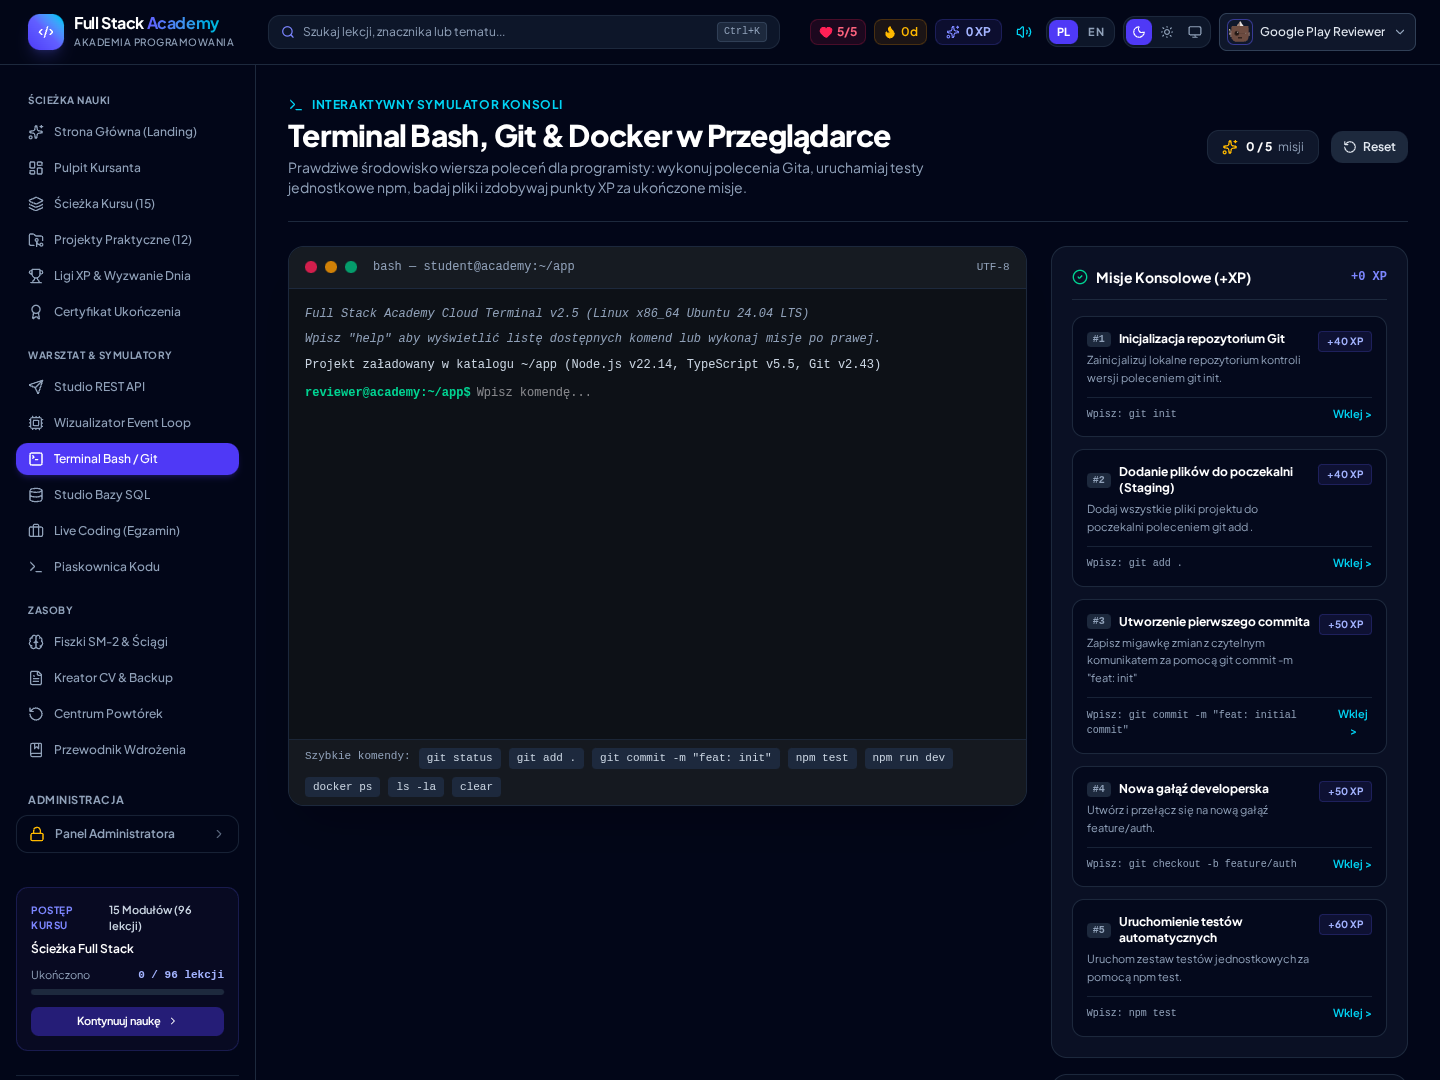 Full Stack Academy
AKADEMIA PROGRAMOWANIA
Szukaj lekcji, znacznika lub tematu...
Ctrl+K
5/5
0d
0 XP
PL
EN
Google Play Reviewer
ŚCIEŻKA NAUKI
Strona Główna (Landing)
Pulpit Kursanta
Ścieżka Kursu (15)
Projekty Praktyczne (12)
Ligi XP & Wyzwanie Dnia
Certyfikat Ukończenia
WARSZTAT & SYMULATORY
Studio REST API
Wizualizator Event Loop
Terminal Bash / Git
Studio Bazy SQL
Live Coding (Egzamin)
Piaskownica Kodu
ZASOBY
Fiszki SM-2 & Ściągi
Kreator CV & Backup
Centrum Powtórek
Przewodnik Wdrożenia
ADMINISTRACJA
Panel Administratora
POSTĘP KURSU
15 Modułów (96 lekcji)
Ścieżka Full Stack
Ukończono
0 / 96 lekcji
Kontynuuj naukę
INTERAKTYWNY SYMULATOR KONSOLI
Terminal Bash, Git & Docker w Przeglądarce
Prawdziwe środowisko wiersza poleceń dla programisty: wykonuj polecenia Gita, uruchamiaj testy
jednostkowe npm, badaj pliki i zdobywaj punkty XP za ukończone misje.
0 / 5 misji
Reset
bash — student@academy:~/app
UTF-8
Full Stack Academy Cloud Terminal v2.5 (Linux x86_64 Ubuntu 24.04 LTS)
Wpisz "help" aby wyświetlić listę dostępnych komend lub wykonaj misje po prawej.
Projekt załadowany w katalogu ~/app (Node.js v22.14, TypeScript v5.5, Git v2.43)
reviewer@academy:~/app$ Wpisz komendę...
Szybkie komendy:
git status
git add .
git commit -m "feat: init"
npm test
npm run dev
docker ps
ls -la
clear
Misje Konsolowe (+XP)
+0 XP
#1
Inicjalizacja repozytorium Git
+40 XP
Zainicjalizuj lokalne repozytorium kontroli
wersji poleceniem git init.
Wpisz: git init
Wklej >
#2
Dodanie plików do poczekalni
(Staging)
+40 XP
Dodaj wszystkie pliki projektu do
poczekalni poleceniem git add .
Wpisz: git add .
Wklej >
#3
Utworzenie pierwszego commita
+50 XP
Zapisz migawkę zmian z czytelnym
komunikatem za pomocą git commit -m
"feat: init"
Wpisz: git commit -m "feat: initial
commit"
Wklej
>
#4
Nowa gałąź developerska
+50 XP
Utwórz i przełącz się na nową gałąź
feature/auth.
Wpisz: git checkout -b feature/auth
Wklej >
#5
Uruchomienie testów
automatycznych
+60 XP
Uruchom zestaw testów jednostkowych za
pomocą npm test.
Wpisz: npm test
Wklej >